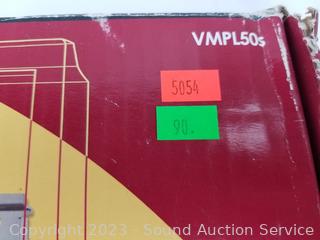 VMPL50s
5054
90.
Copyright 2023 - Sound Auction Service